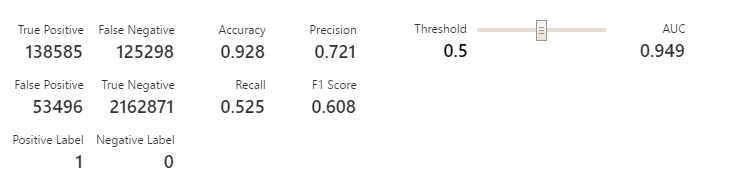 True Positive False Negative Accuracy Precision Threshold AUC
138585 125298 0.928 0.721 0.5 0.949
False Positive True Negative Recall F1 Score
53496 2162871 0.525 0.608
Positive Label Negative Label
1 0